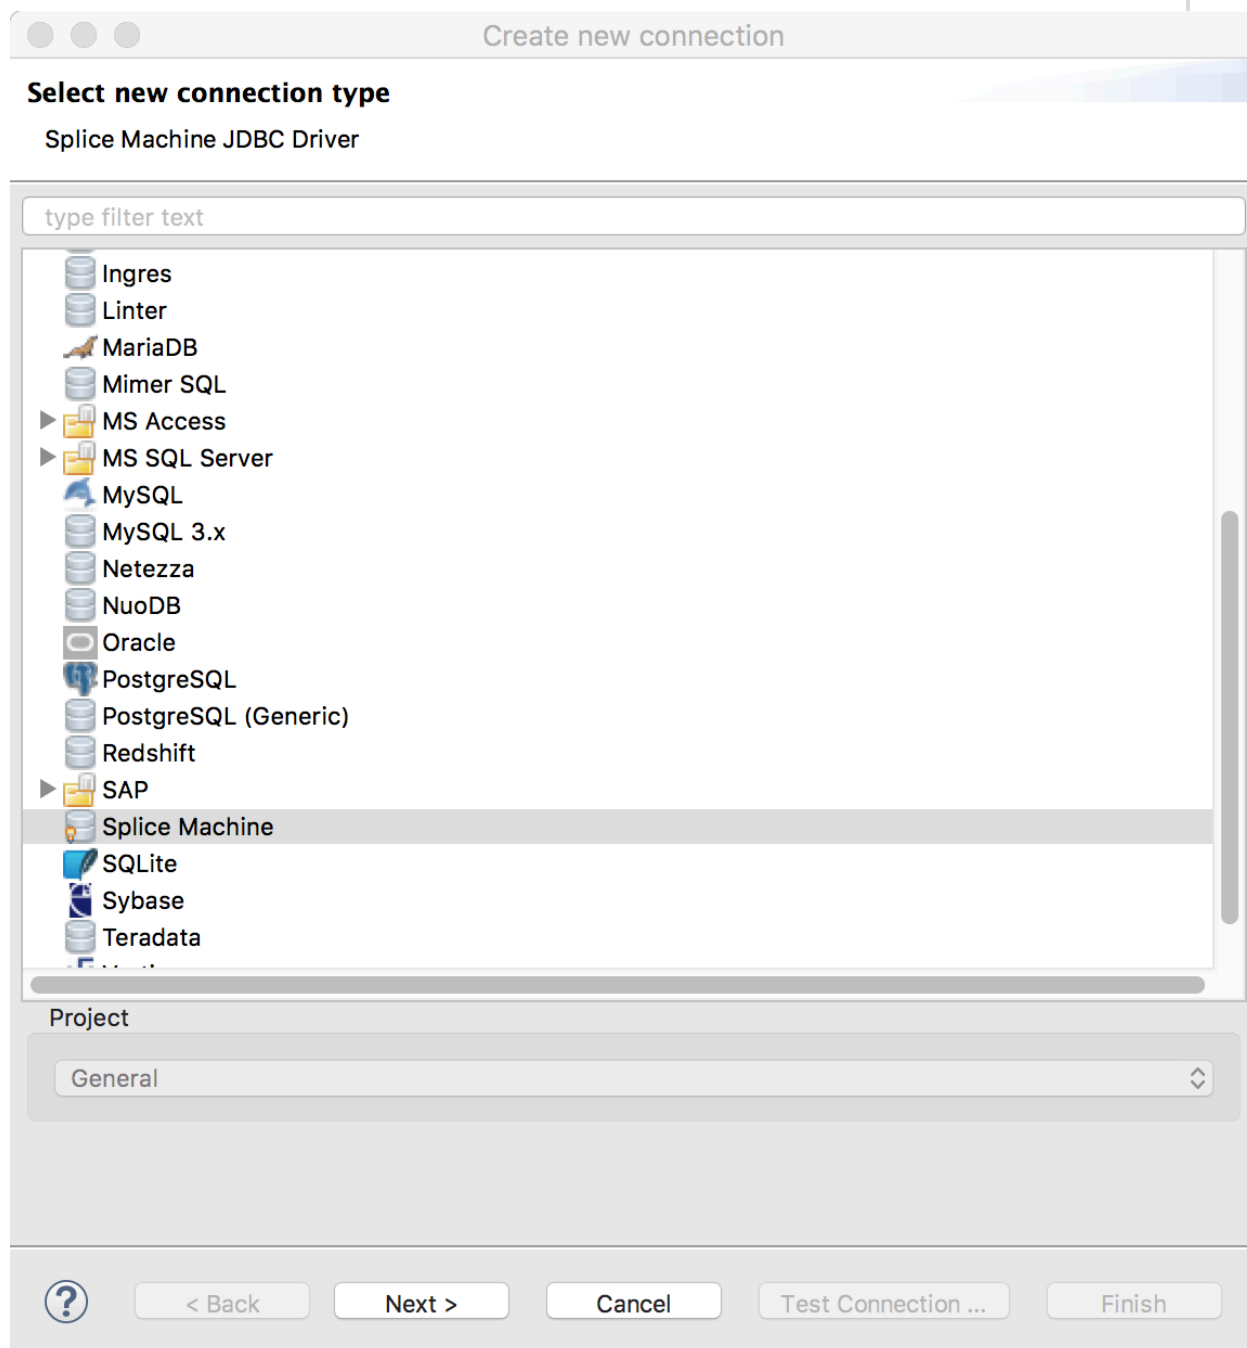 Create new connection
Select new connection type
Splice Machine JDBC Driver
type filter text
Ingres
Linter
MariaDB
Mimer SQL
MS Access
MS SQL Server
MySQL
MySQL 3.x
Netezza
NuoDB
Oracle
PostgreSQL
PostgreSQL (Generic)
Redshift
SAP
Splice Machine
SQLite
Sybase
Teradata
Project
General
?
< Back
Next >
Cancel
Test Connection ...
Finish